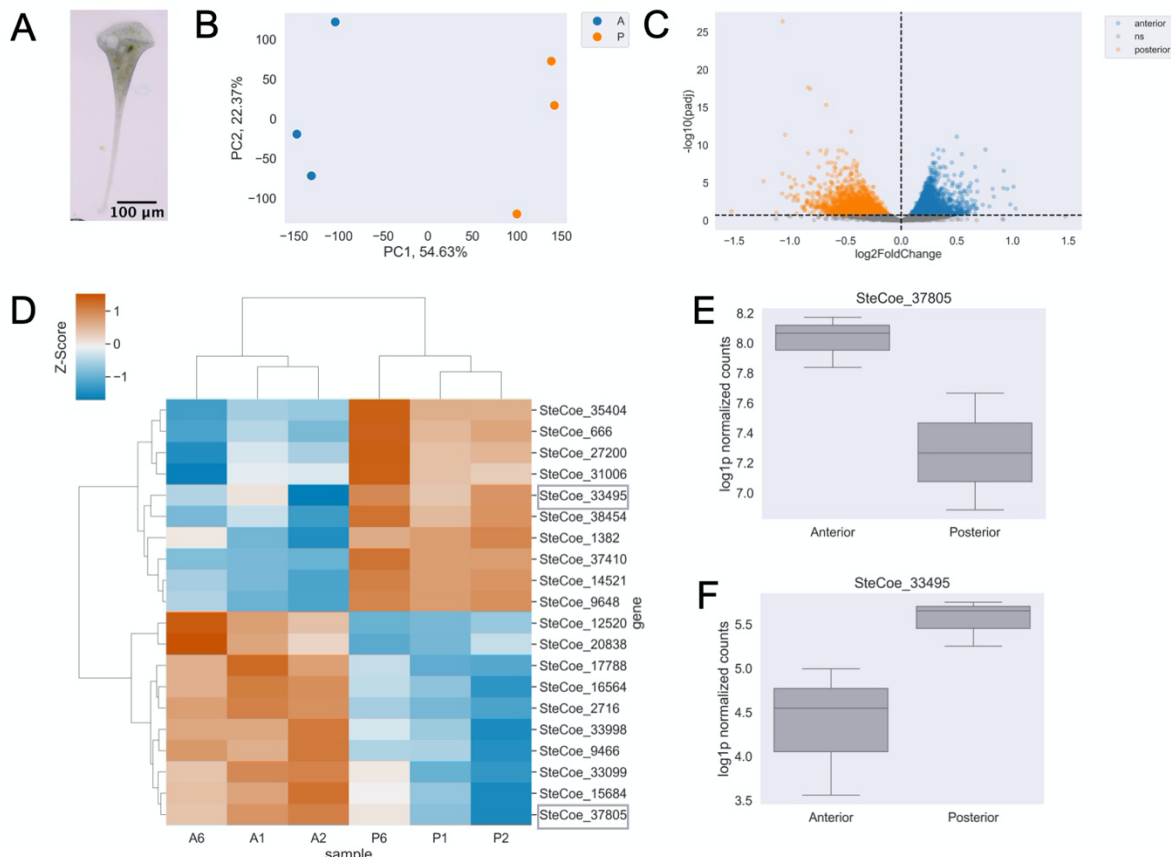 A
100 µm
B
100
50
0
−50
−100
PC2, 22.37%
−150
−100
−50
0
50
100
150
PC1, 54.63%
A
P
C
25
20
15
10
5
0
-log10(padj)
−1.5
−1.0
−0.5
0.0
0.5
1.0
1.5
log2FoldChange
anterior
ns
posterior
D
Z-Score
1
0
−1
SteCoe_35404
SteCoe_666
SteCoe_27200
SteCoe_31006
SteCoe_33495
SteCoe_38454
SteCoe_1382
SteCoe_37410
SteCoe_14521
SteCoe_9648
SteCoe_12520
SteCoe_20838
SteCoe_17788
SteCoe_16564
SteCoe_2716
SteCoe_33998
SteCoe_9466
SteCoe_33099
SteCoe_15684
SteCoe_37805
gene
A6 A1 A2 P6 P1 P2
sample
E
SteCoe_37805
8.2
8.0
7.8
7.6
7.4
7.2
7.0
log1p normalized counts
Anterior Posterior
F
SteCoe_33495
5.5
5.0
4.5
4.0
3.5
log1p normalized counts
Anterior Posterior